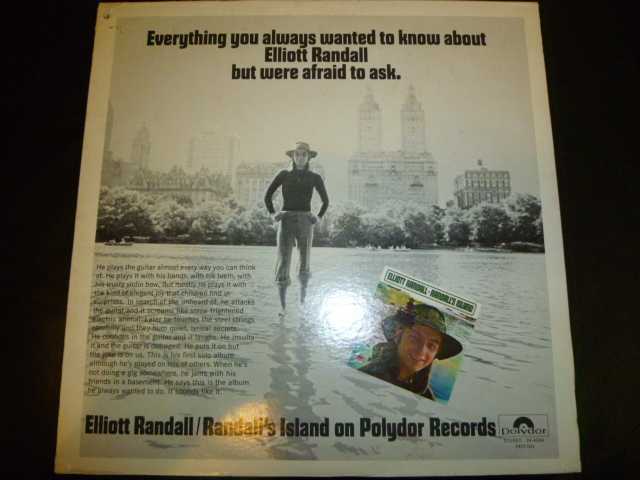 Everything you always wanted to know about
Elliott Randall
but were afraid to ask.
He plays the guitar almost every way you can think
of. He plays it with his hands, with his teeth, with
his trusty violin bow. But mostly he plays it with
the kind of elegant joy that children find in
surprises. In search of the unheard of, he attacks
the guitar and it screams like some frightened
electric animal. Later he touches the steel strings
carefully and they hum quiet, lyrical secrets.
He confides in the guitar and it laughs. He insults
it and the guitar is outraged. He puts it on but
the joke is on us. This is his first solo album
although he's played on lots of others. When he's
not doing a gig somewhere, he jams with his
friends in a basement. He says this is the album
he always wanted to do. It sounds like it.
ELLIOTT RANDALL · RANDALL'S ISLAND
Elliott Randall/Randall's Island on Polydor Records
Polydor
STEREO